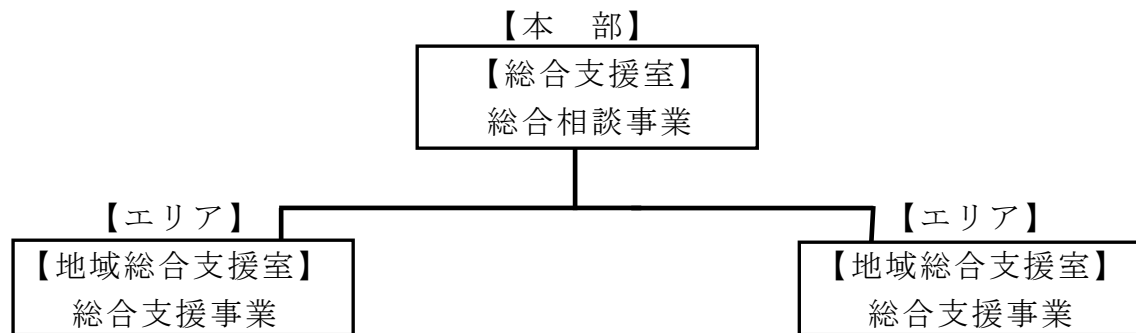 【本　部】
【総合支援室】
総合相談事業
【エリア】
【地域総合支援室】
総合支援事業
【エリア】
【地域総合支援室】
総合支援事業